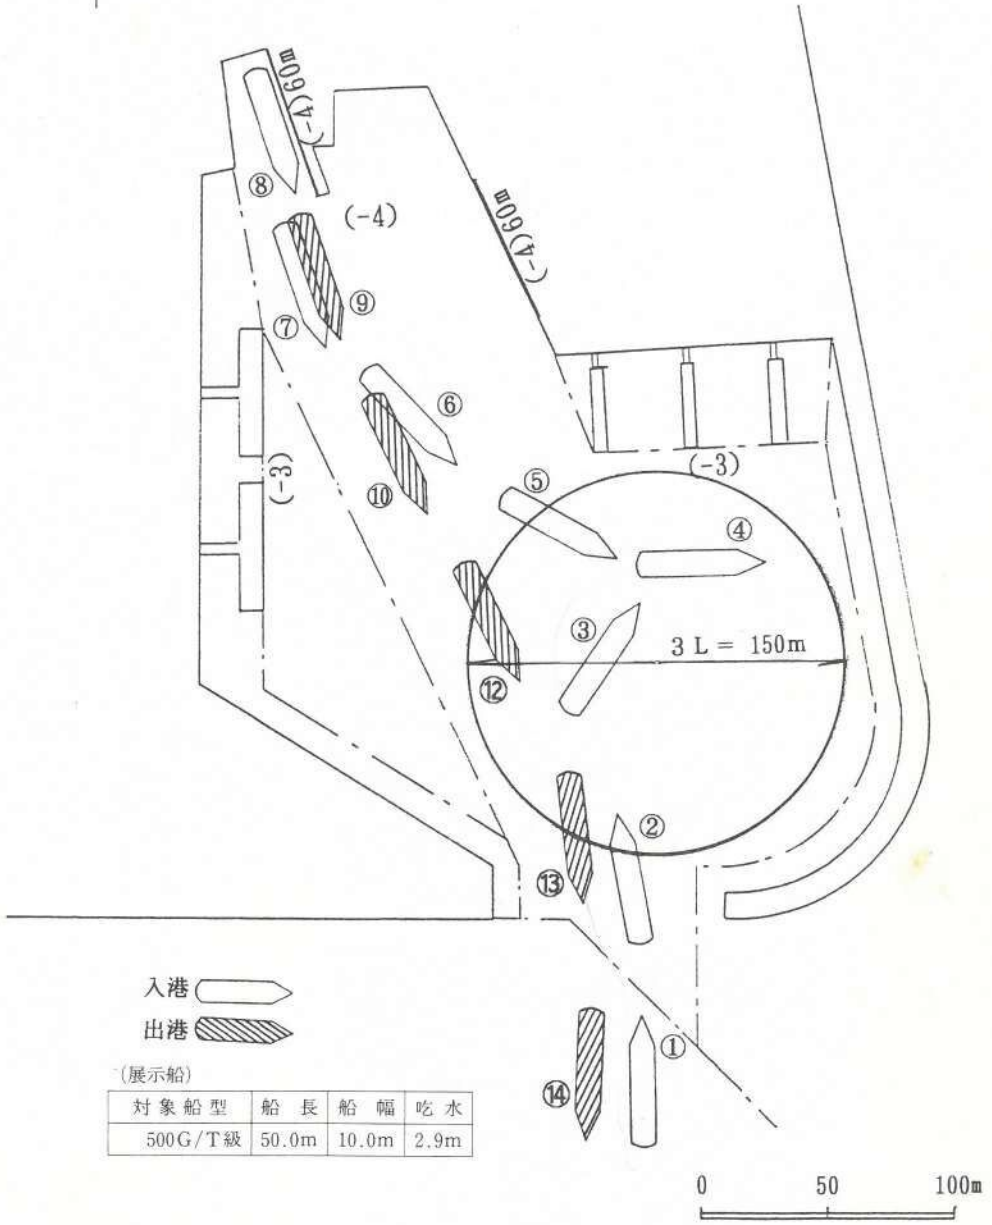 (-4)60m
⑧
(-4)
(-4)60m
⑨
⑦
⑥
(-3)
⑩
⑤
(-3)
④
③
3L = 150m
⑫
②
⑬
入港
出港
①
⑭
(展示船)
対象船型 船長 船幅 吃水
500G/T級 50.0m 10.0m 2.9m
0 50 100m